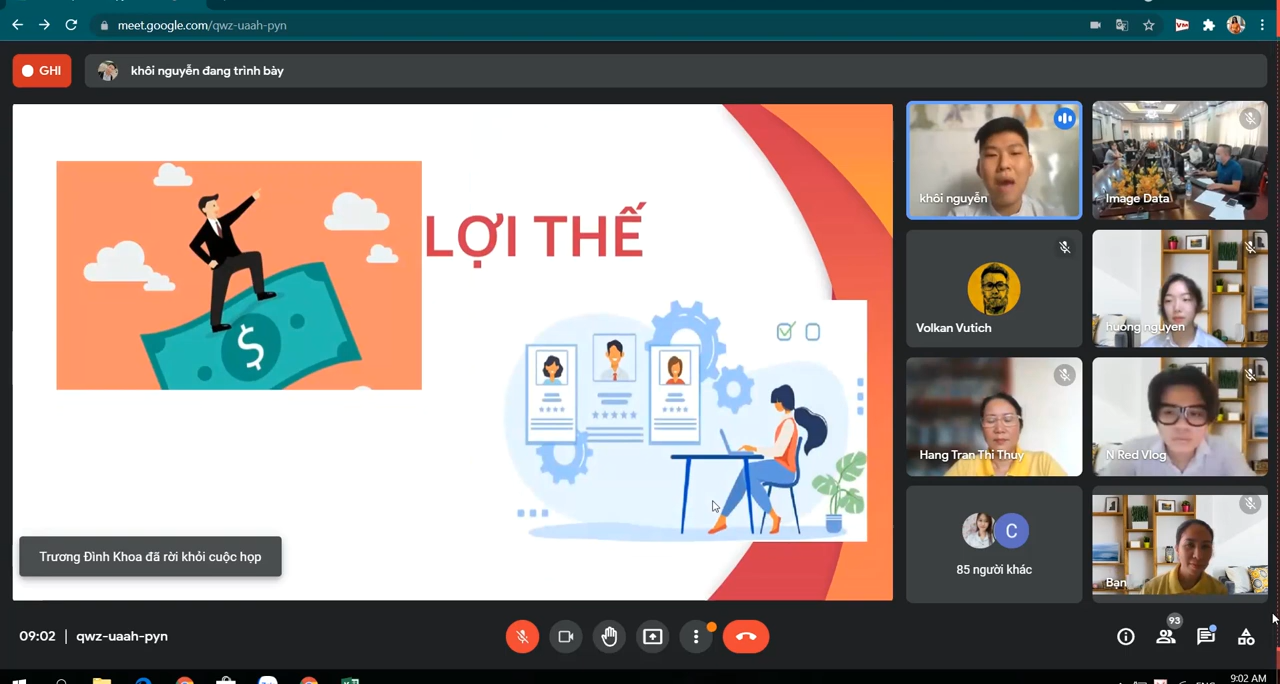 meet.google.com/qwz-uaah-pyn
GHI
khôi nguyễn đang trình bày
LỢI THẾ
$
khôi nguyễn
Image Data
Volkan Vutich
huong nguyen
Hang Tran Thi Thuy
N Red Vlog
C
85 người khác
Bạn
Trương Đình Khoa đã rời khỏi cuộc họp
09:02 | qwz-uaah-pyn
93
9:02 AM